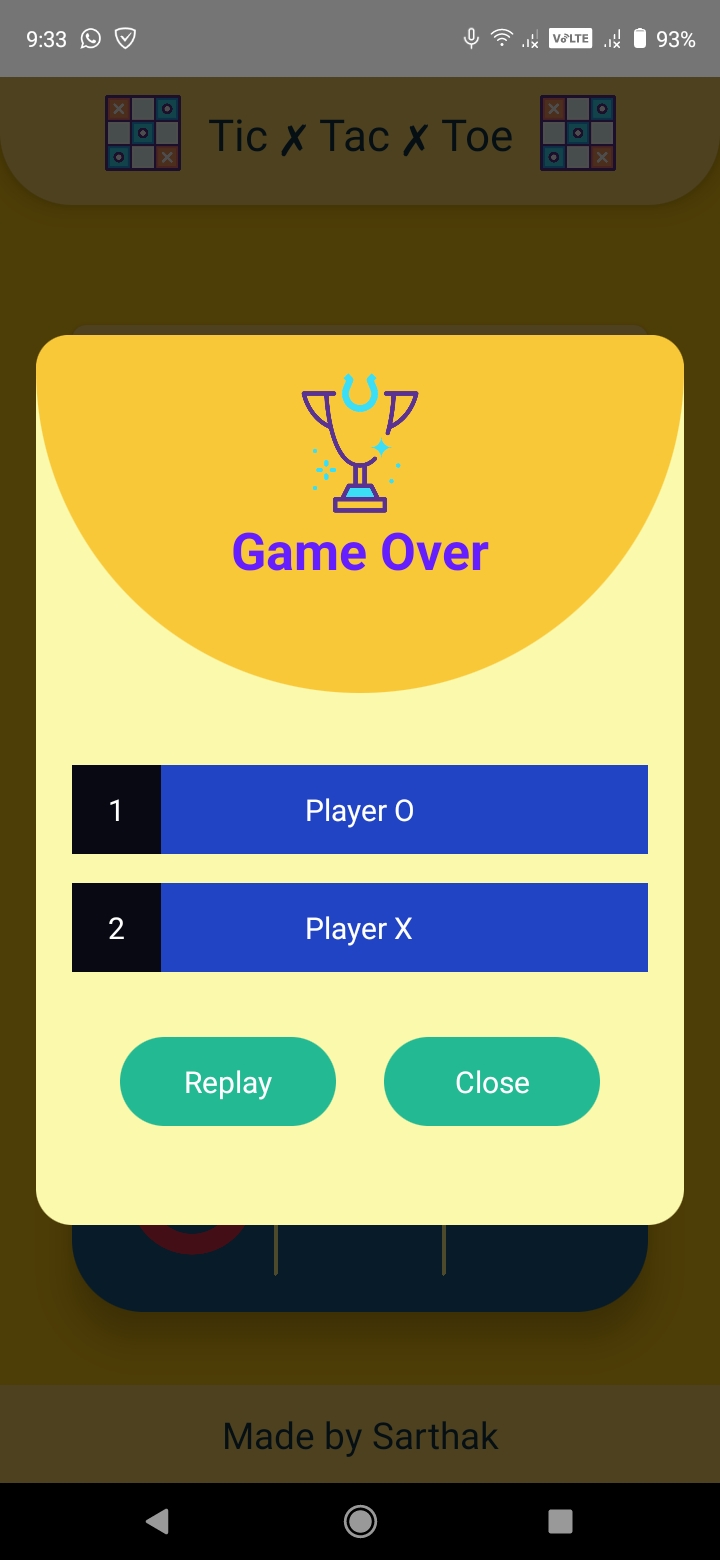 9:33 VoLTE 93%
Tic ✗ Tac ✗ Toe
Game Over
1 Player O
2 Player X
Replay Close
Made by Sarthak